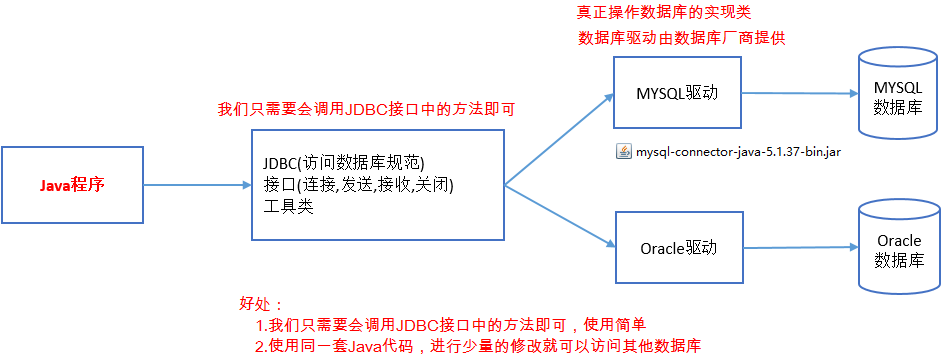 真正操作数据库的实现类
数据库驱动由数据库厂商提供
MYSQL驱动
MYSQL
数据库
我们只需要会调用JDBC接口中的方法即可
mysql-connector-java-5.1.37-bin.jar
JDBC(访问数据库规范)
接口(连接,发送,接收,关闭)
工具类
Java程序
Oracle驱动
Oracle
数据库
好处：
1.我们只需要会调用JDBC接口中的方法即可，使用简单
2.使用同一套Java代码，进行少量的修改就可以访问其他数据库